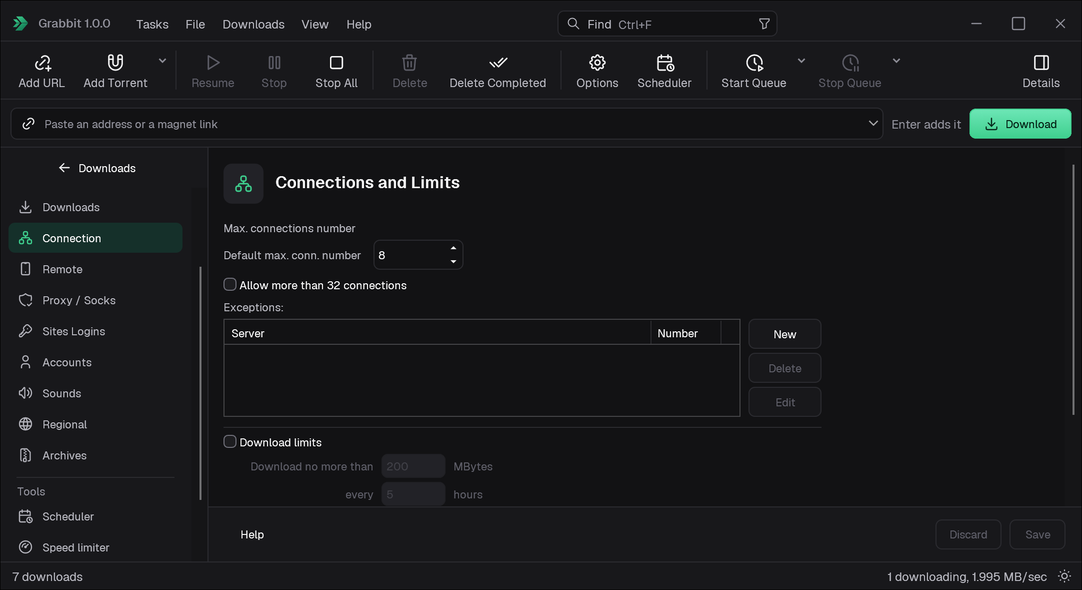 Grabbit 1.0.0 Tasks File Downloads View Help Find Ctrl+F
Add URL Add Torrent Resume Stop Stop All Delete Delete Completed Options Scheduler Start Queue Stop Queue Details
Paste an address or a magnet link Enter adds it Download
Downloads
Downloads
Connection
Remote
Proxy / Socks
Sites Logins
Accounts
Sounds
Regional
Archives
Tools
Scheduler
Speed limiter
Connections and Limits
Max. connections number
Default max. conn. number 8
Allow more than 32 connections
Exceptions:
Server Number
New
Delete
Edit
Download limits
Download no more than 200 MBytes
every 5 hours
Help Discard Save
7 downloads 1 downloading, 1.995 MB/sec